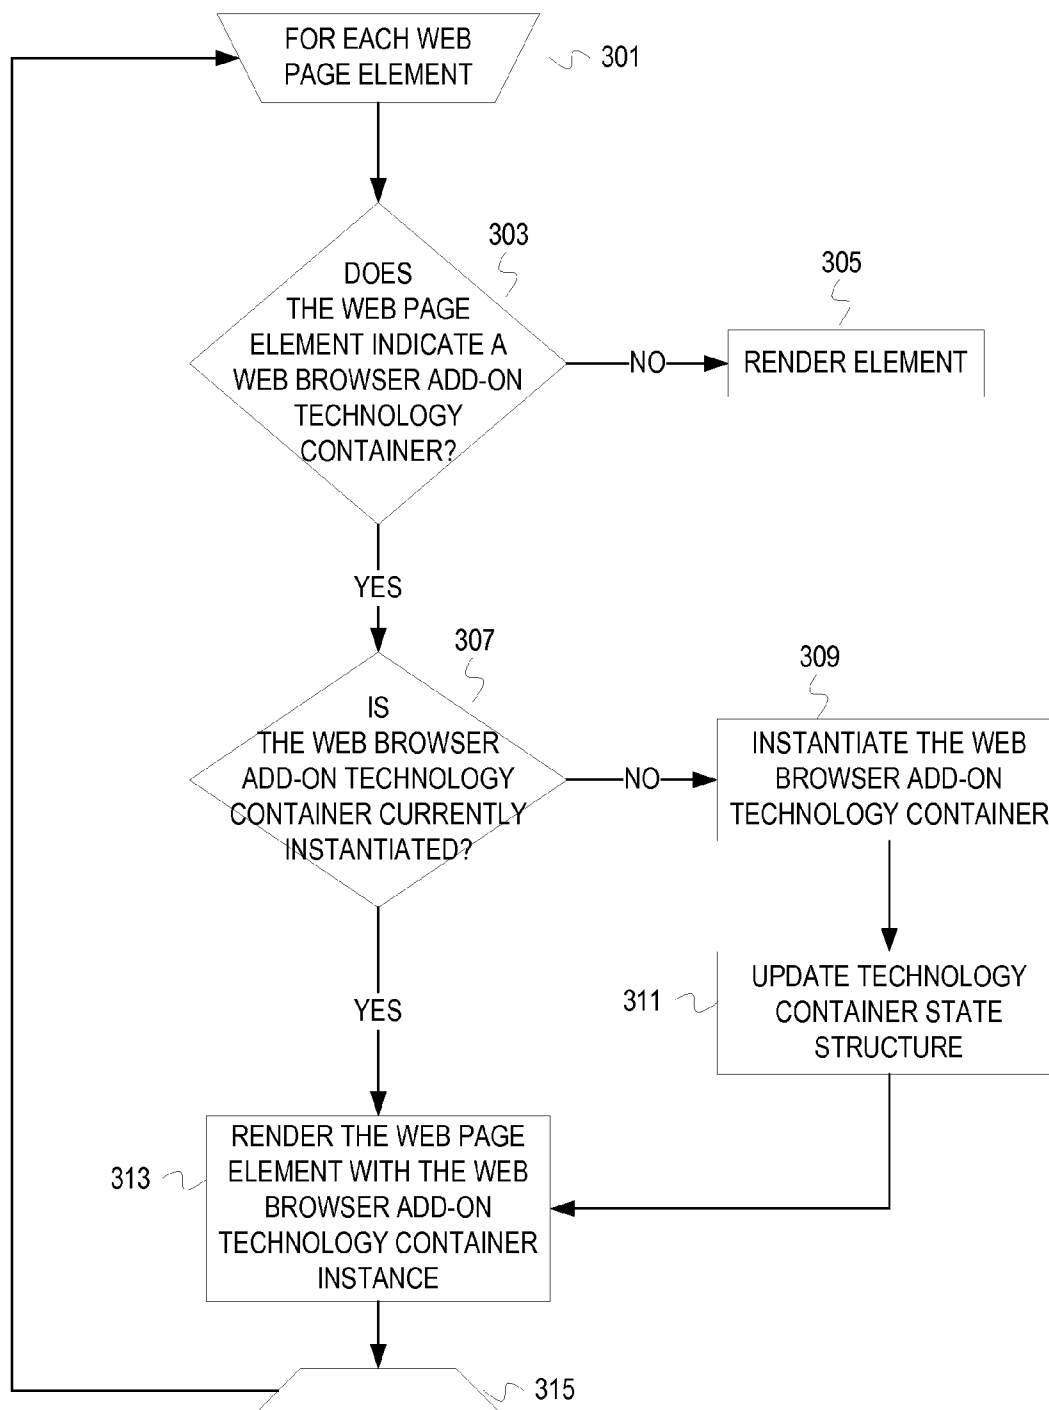 FOR EACH WEB
PAGE ELEMENT
301
303
DOES
THE WEB PAGE
ELEMENT INDICATE A
WEB BROWSER ADD-ON
TECHNOLOGY
CONTAINER?
NO
305
RENDER ELEMENT
YES
307
IS
THE WEB BROWSER
ADD-ON TECHNOLOGY
CONTAINER CURRENTLY
INSTANTIATED?
NO
309
INSTANTIATE THE WEB
BROWSER ADD-ON
TECHNOLOGY CONTAINER
YES
311
UPDATE TECHNOLOGY
CONTAINER STATE
STRUCTURE
313
RENDER THE WEB PAGE
ELEMENT WITH THE WEB
BROWSER ADD-ON
TECHNOLOGY CONTAINER
INSTANCE
315